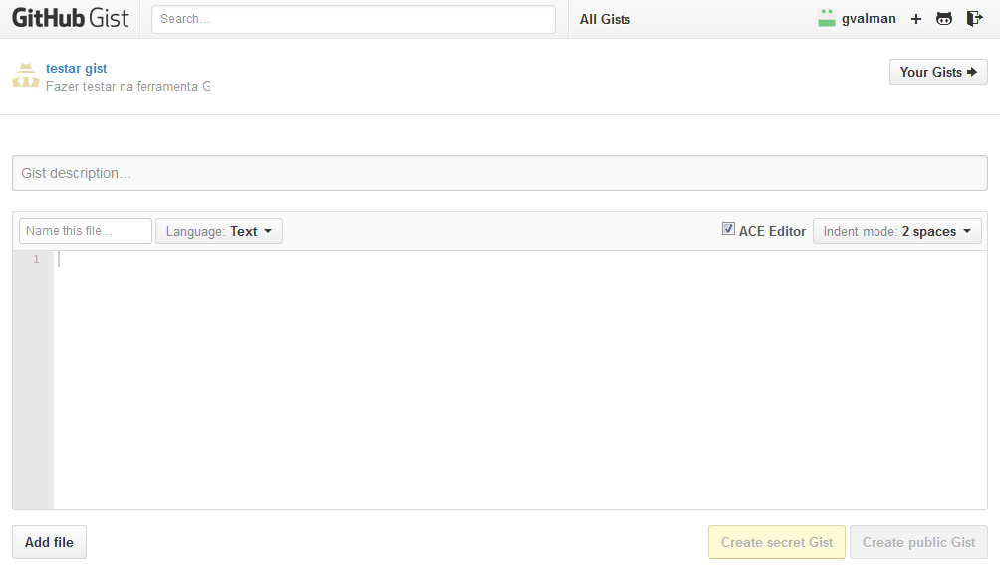 GitHub Gist Search... All Gists gvalman
testar gist
Fazer testar na ferramenta G
Your Gists
Gist description...
Name this file... Language: Text ACE Editor Indent mode: 2 spaces
1
Add file Create secret Gist Create public Gist